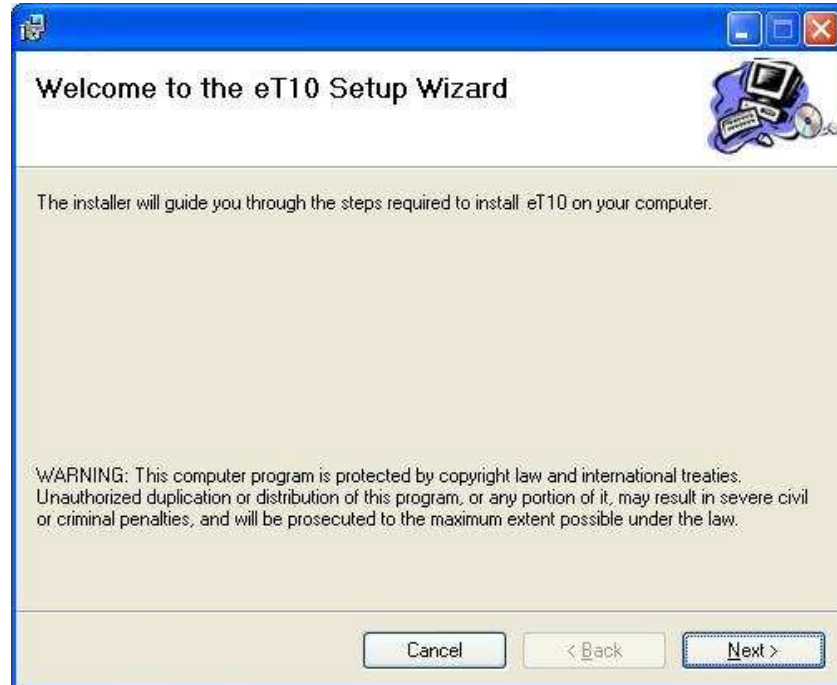 Welcome to the eT10 Setup Wizard
The installer will guide you through the steps required to install eT10 on your computer.
WARNING: This computer program is protected by copyright law and international treaties.
Unauthorized duplication or distribution of this program, or any portion of it, may result in severe civil
or criminal penalties, and will be prosecuted to the maximum extent possible under the law.
Cancel
< Back
Next >